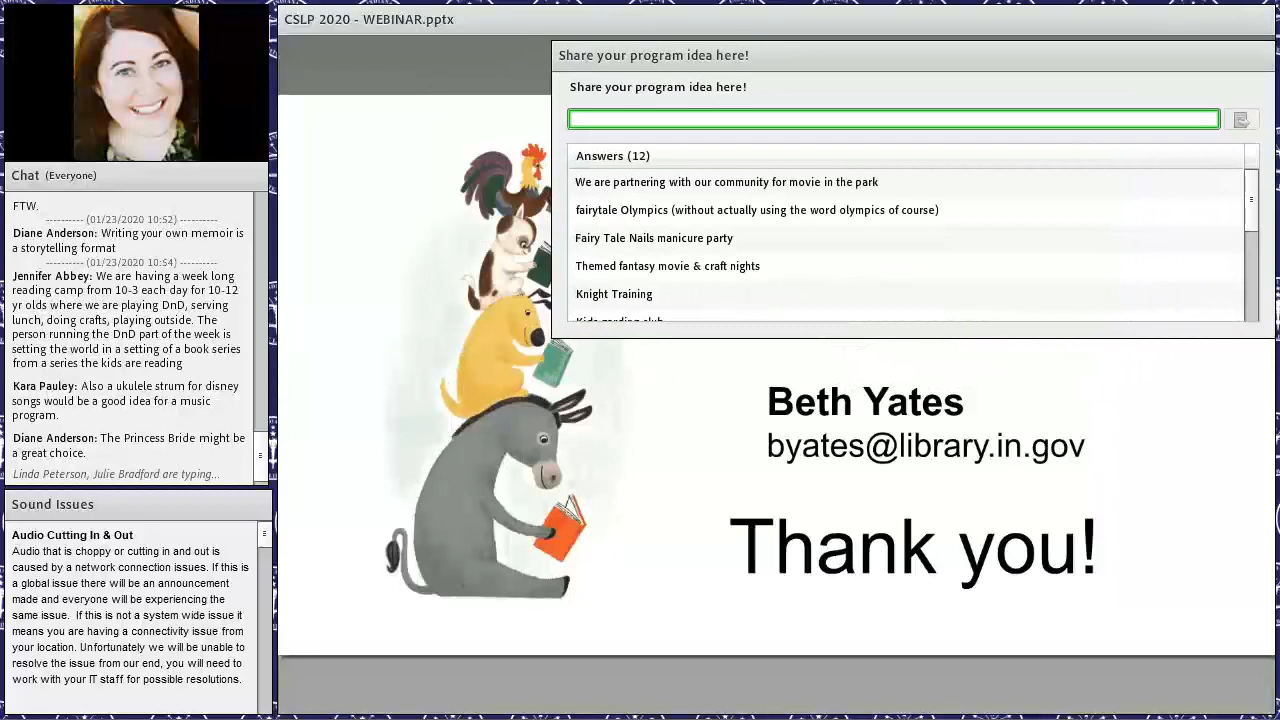 CSLP 2020 - WEBINAR.pptx
Share your program idea here!
Share your program idea here!
Answers (12)
We are partnering with our community for movie in the park
fairytale Olympics (without actually using the word olympics of course)
Fairy Tale Nails manicure party
Themed fantasy movie & craft nights
Knight Training
Chat (Everyone)
FTW.
---------- (01/23/2020 10:52) ----------
Diane Anderson: Writing your own memoir is
a storytelling format
---------- (01/23/2020 10:54) ----------
Jennifer Abbey: We are having a week long
reading camp from 10-3 each day for 10-12
yr olds where we are playing DnD, serving
lunch, doing crafts, playing outside. The
person running the DnD part of the week is
setting the world in a setting of a book series
from a series the kids are reading
Kara Pauley: Also a ukulele strum for disney
songs would be a good idea for a music
program.
Diane Anderson: The Princess Bride might be
a great choice.
Linda Peterson, Julie Bradford are typing...
Sound Issues
Audio Cutting In & Out
Audio that is choppy or cutting in and out is
caused by a network connection issues. If this is
a global issue there will be an announcement
made and everyone will be experiencing the
same issue.  If this is not a system wide issue it
means you are having a connectivity issue from
your location. Unfortunately we will be unable to
resolve the issue from our end, you will need to
work with your IT staff for possible resolutions.
Beth Yates
byates@library.in.gov
Thank you!